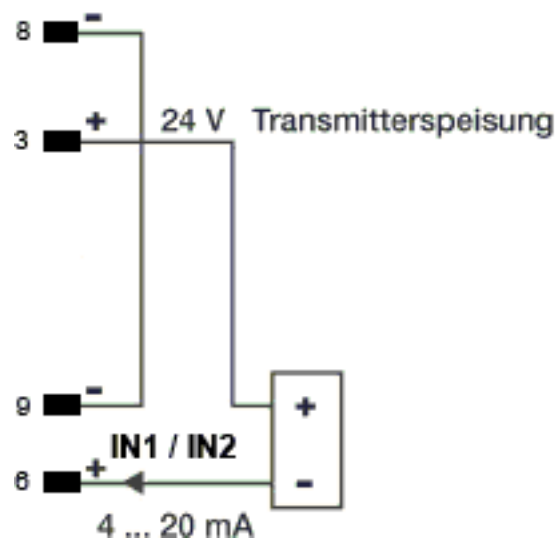 8 -
3 + 24 V Transmitterspeisung
9 -
+
IN1 / IN2
6 + -
4 ... 20 mA